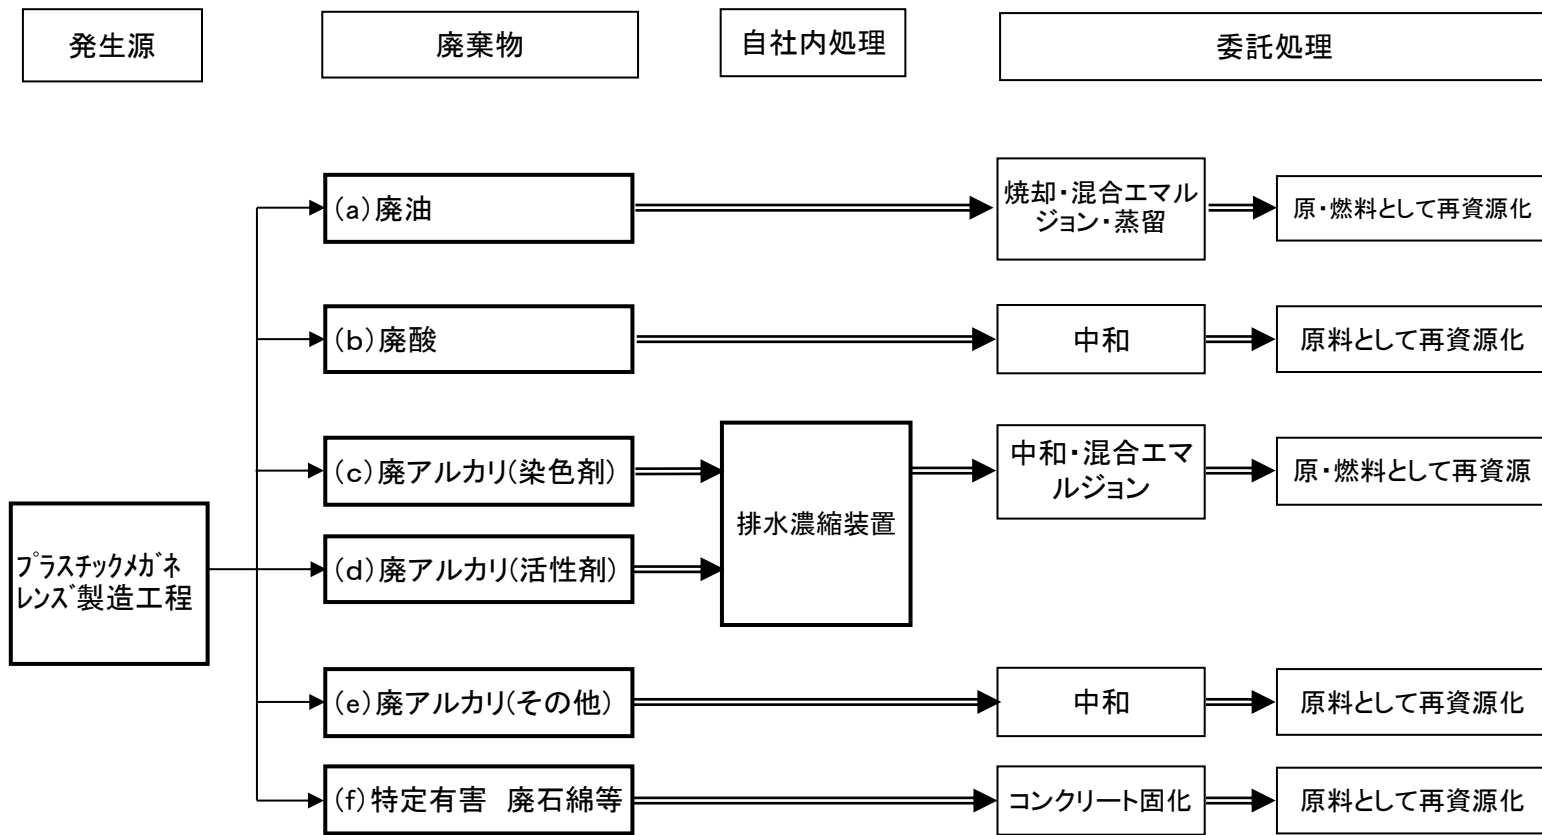 発生源
廃棄物
自社内処理
委託処理
(a)廃油
焼却・混合エマル
ジョン・蒸留
原・燃料として再資源化
(b)廃酸
中和
原料として再資源化
(c)廃アルカリ(染色剤)
中和・混合エマ
ルジョン
原・燃料として再資源
排水濃縮装置
プラスチックメガネ
レンズ製造工程
(d)廃アルカリ(活性剤)
(e)廃アルカリ(その他)
中和
原料として再資源化
(f)特定有害　廃石綿等
コンクリート固化
原料として再資源化